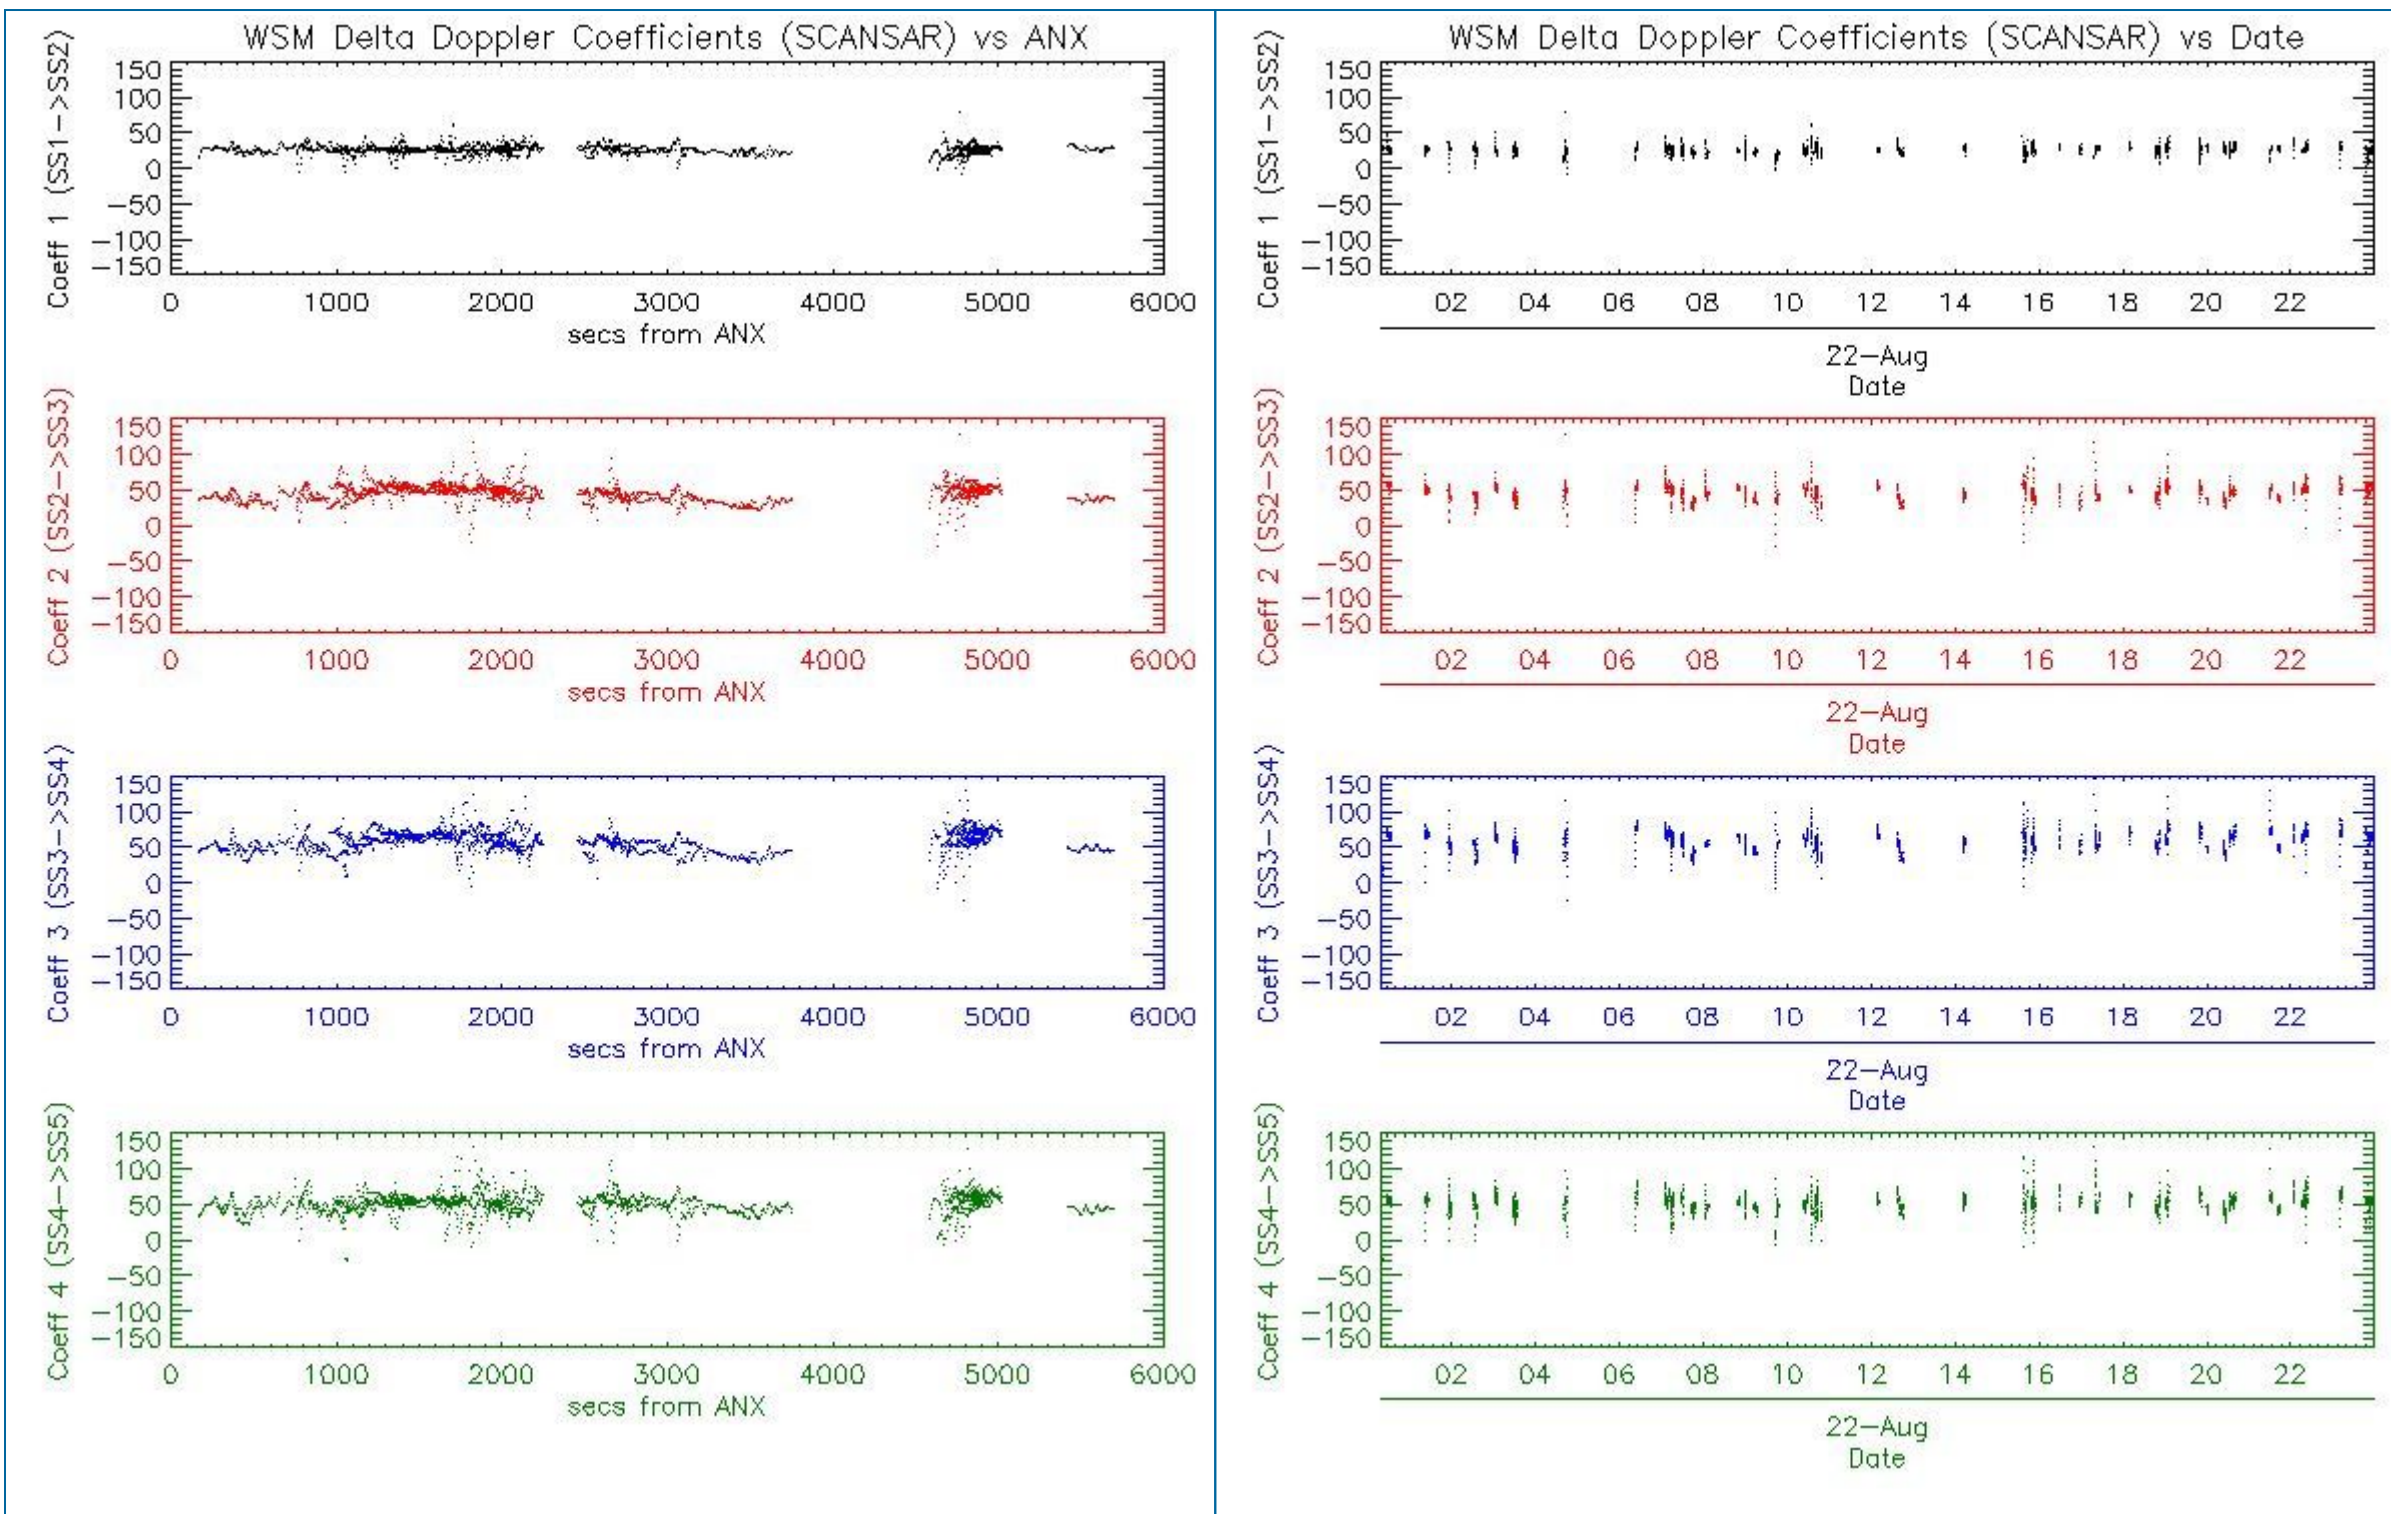 WSM Delta Doppler Coefficients (SCANSAR) vs ANX
Coeff 1 (SS1->SS2)
150
100
50
0
-50
-100
-150
0 1000 2000 3000 4000 5000 6000
secs from ANX
Coeff 2 (SS2->SS3)
150
100
50
0
-50
-100
-150
0 1000 2000 3000 4000 5000 6000
secs from ANX
Coeff 3 (SS3->SS4)
150
100
50
0
-50
-100
-150
0 1000 2000 3000 4000 5000 6000
secs from ANX
Coeff 4 (SS4->SS5)
150
100
50
0
-50
-100
-150
0 1000 2000 3000 4000 5000 6000
secs from ANX
WSM Delta Doppler Coefficients (SCANSAR) vs Date
Coeff 1 (SS1->SS2)
150
100
50
0
-50
-100
-150
02 04 06 08 10 12 14 16 18 20 22
22-Aug
Date
Coeff 2 (SS2->SS3)
150
100
50
0
-50
-100
-150
02 04 06 08 10 12 14 16 18 20 22
22-Aug
Date
Coeff 3 (SS3->SS4)
150
100
50
0
-50
-100
-150
02 04 06 08 10 12 14 16 18 20 22
22-Aug
Date
Coeff 4 (SS4->SS5)
150
100
50
0
-50
-100
-150
02 04 06 08 10 12 14 16 18 20 22
22-Aug
Date